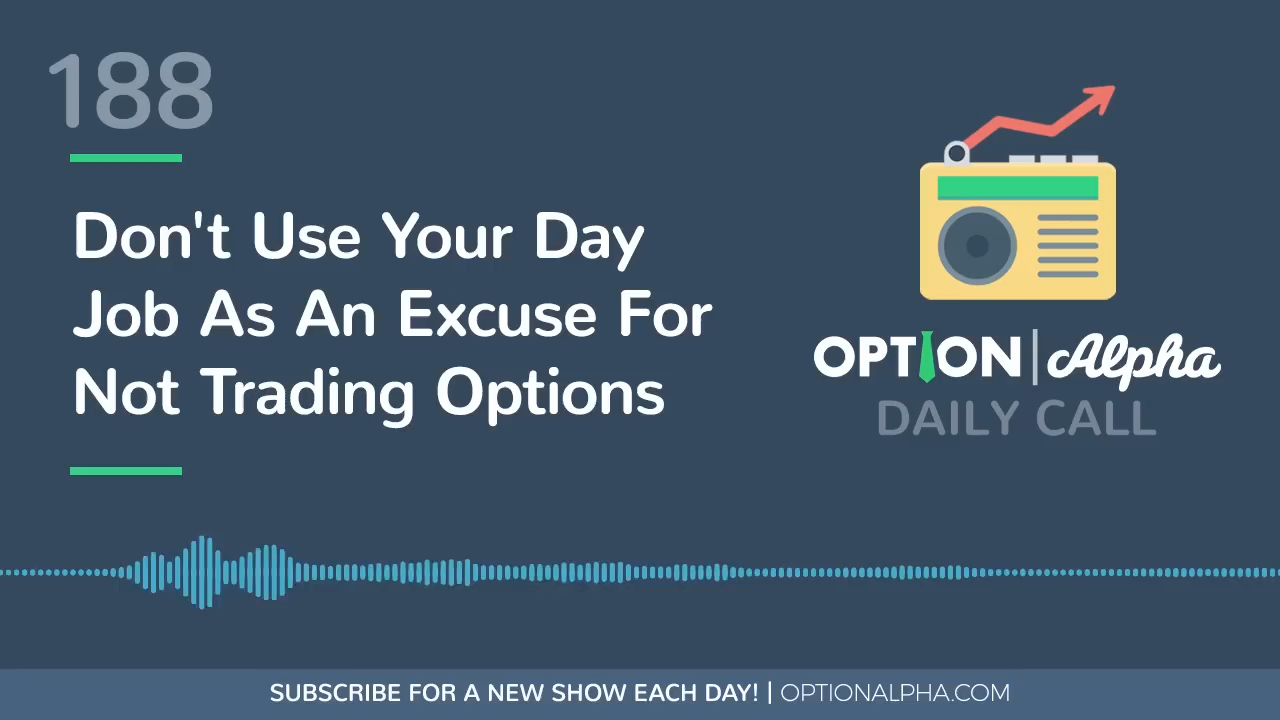 188
Don't Use Your Day
Job As An Excuse For
Not Trading Options
OPTION | Alpha
DAILY CALL
SUBSCRIBE FOR A NEW SHOW EACH DAY! | OPTIONALPHA.COM